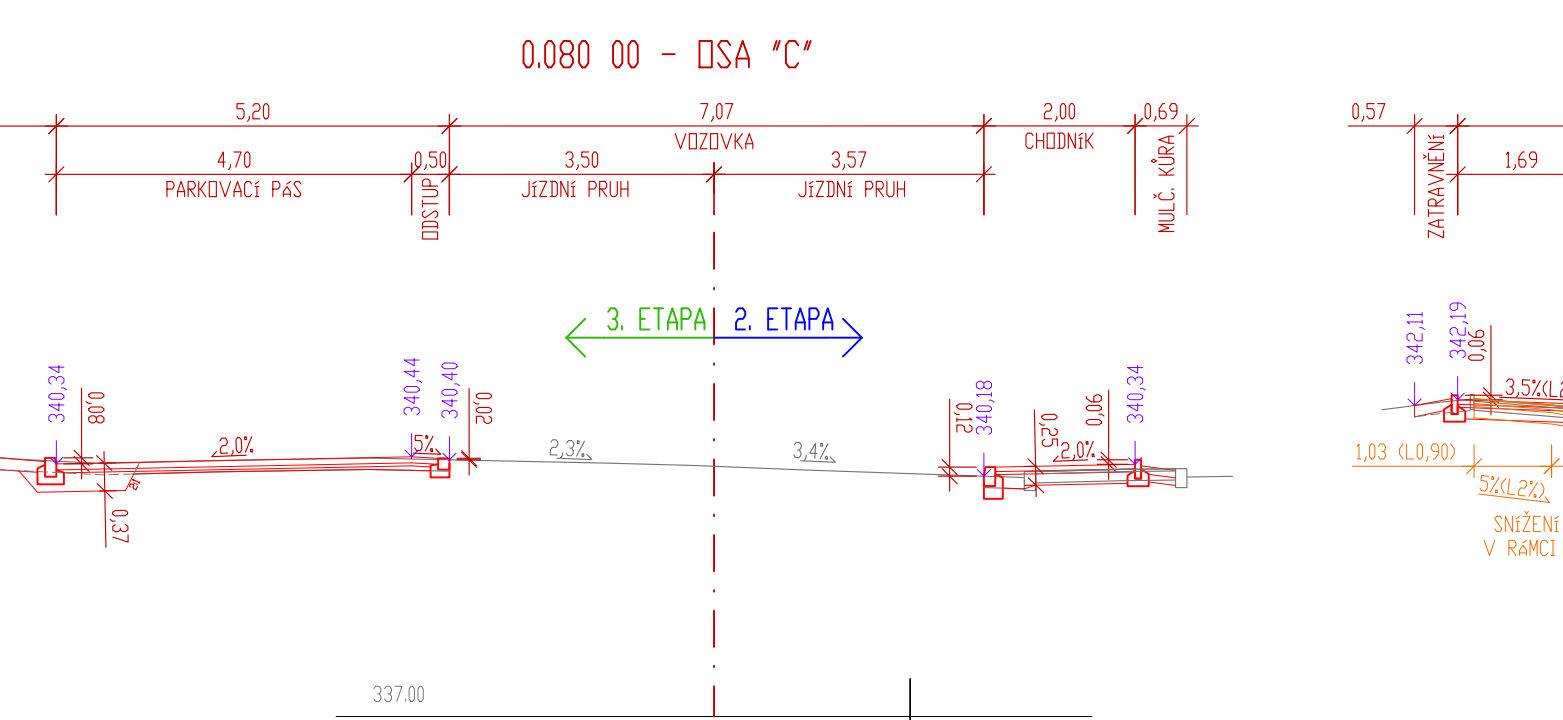 0.080 00 - OSA "C"
5,20
7,07
2,00
0,69
0,57
VOZOVKA
CHODNÍK
4,70
0,50
3,50
3,57
1,69
PARKOVACÍ PÁS
ODSTUP
JÍZDNÍ PRUH
JÍZDNÍ PRUH
MULČ. KŮRA
ZATRAVNĚNÍ
3. ETAPA
2. ETAPA
342,11
342,19
0,06
340,34
0,08
340,44
340,40
0,02
0,12
340,18
0,25
0,06
340,34
3,5%(L2
2,0%
5%
2,3%
3,4%
2,0%
1,03 (L0,90)
5%(L2%)
0,37
SNÍŽENÍ
V RÁMCI
337.00